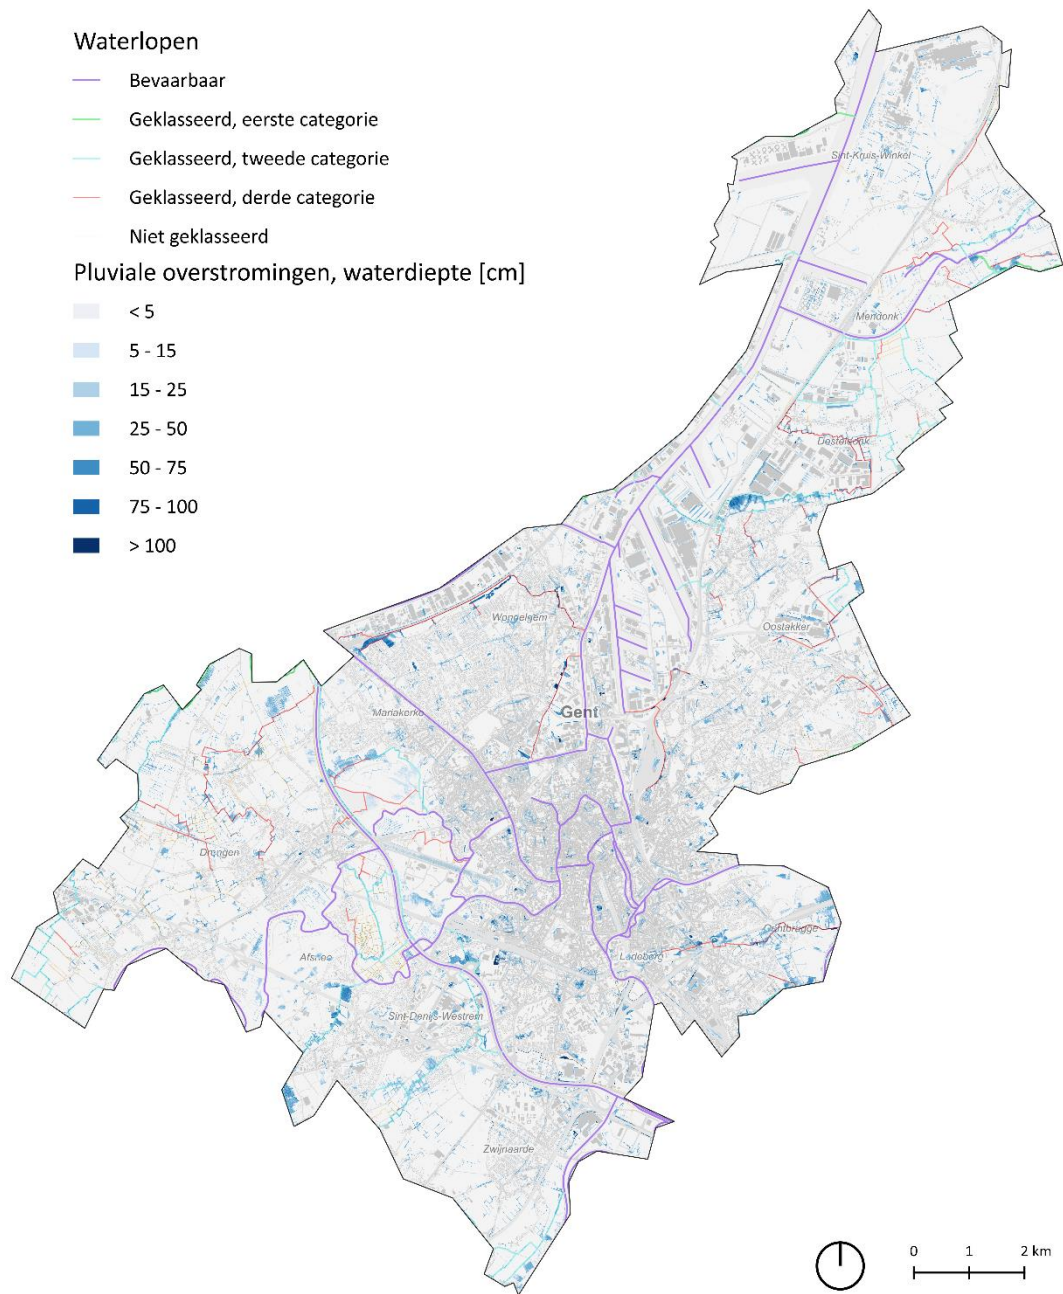 Waterlopen
Bevaarbaar
Geklasseerd, eerste categorie
Geklasseerd, tweede categorie
Geklasseerd, derde categorie
Niet geklasseerd
Pluviale overstromingen, waterdiepte [cm]
< 5
5 - 15
15 - 25
25 - 50
50 - 75
75 - 100
> 100
Sint-Kruis-Winkel
Mendonk
Desteldonk
Wondelgem
Oostakker
Mariakerke
Gent
Drongen
Gentbrugge
Afsnee
Ledeberg
Sint-Denijs-Westrem
Zwijnaarde
0 1 2 km